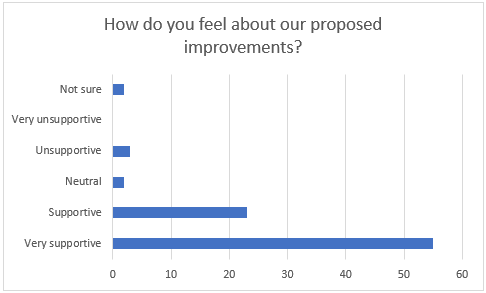 How do you feel about our proposed
improvements?
Not sure
Very unsupportive
Unsupportive
Neutral
Supportive
Very supportive
0 10 20 30 40 50 60